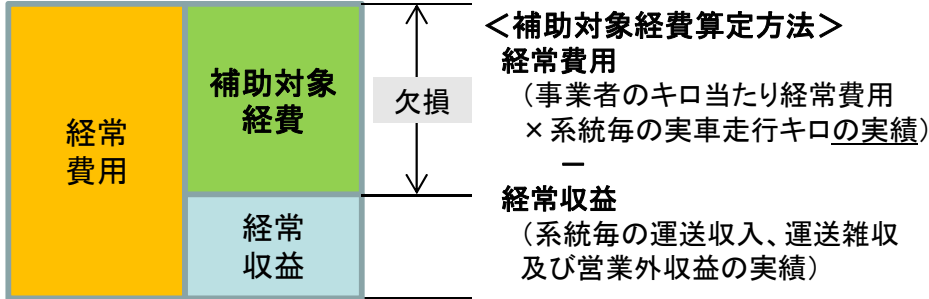 経常
費用
補助対象
経費
経常
収益
欠損
＜補助対象経費算定方法＞
経常費用
（事業者のキロ当たり経常費用
×系統毎の実車走行キロの実績）
－
経常収益
（系統毎の運送収入、運送雑収
及び営業外収益の実績）